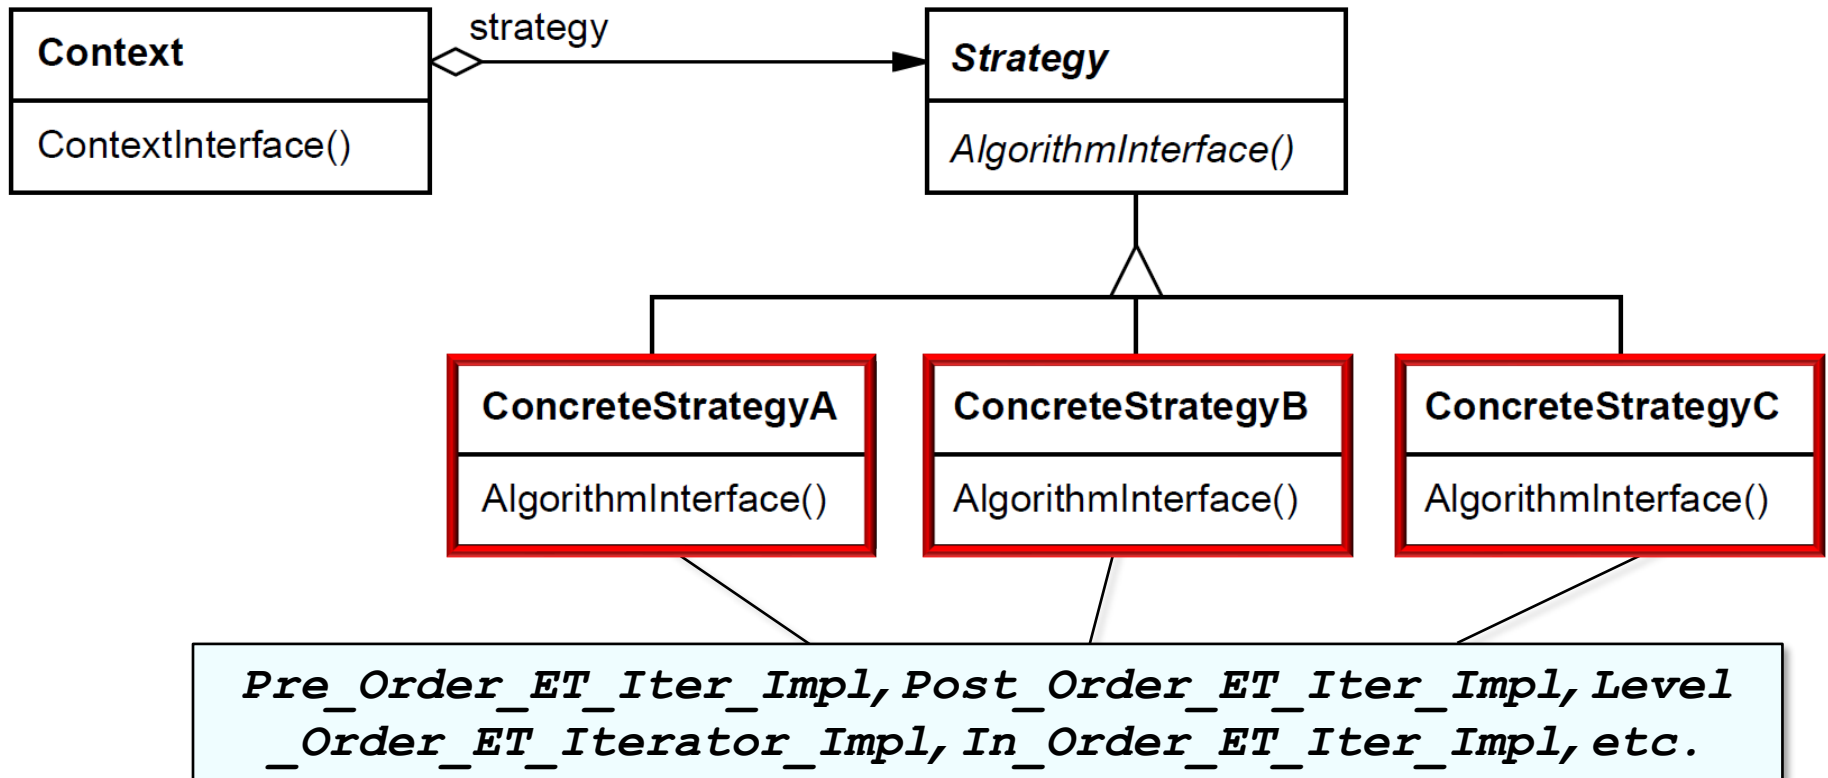 strategy
Context
Strategy
ContextInterface()
AlgorithmInterface()
ConcreteStrategyA
ConcreteStrategyB
ConcreteStrategyC
AlgorithmInterface()
AlgorithmInterface()
AlgorithmInterface()
Pre_Order_ET_Iter_Impl,Post_Order_ET_Iter_Impl,Level
_Order_ET_Iterator_Impl,In_Order_ET_Iter_Impl,etc.